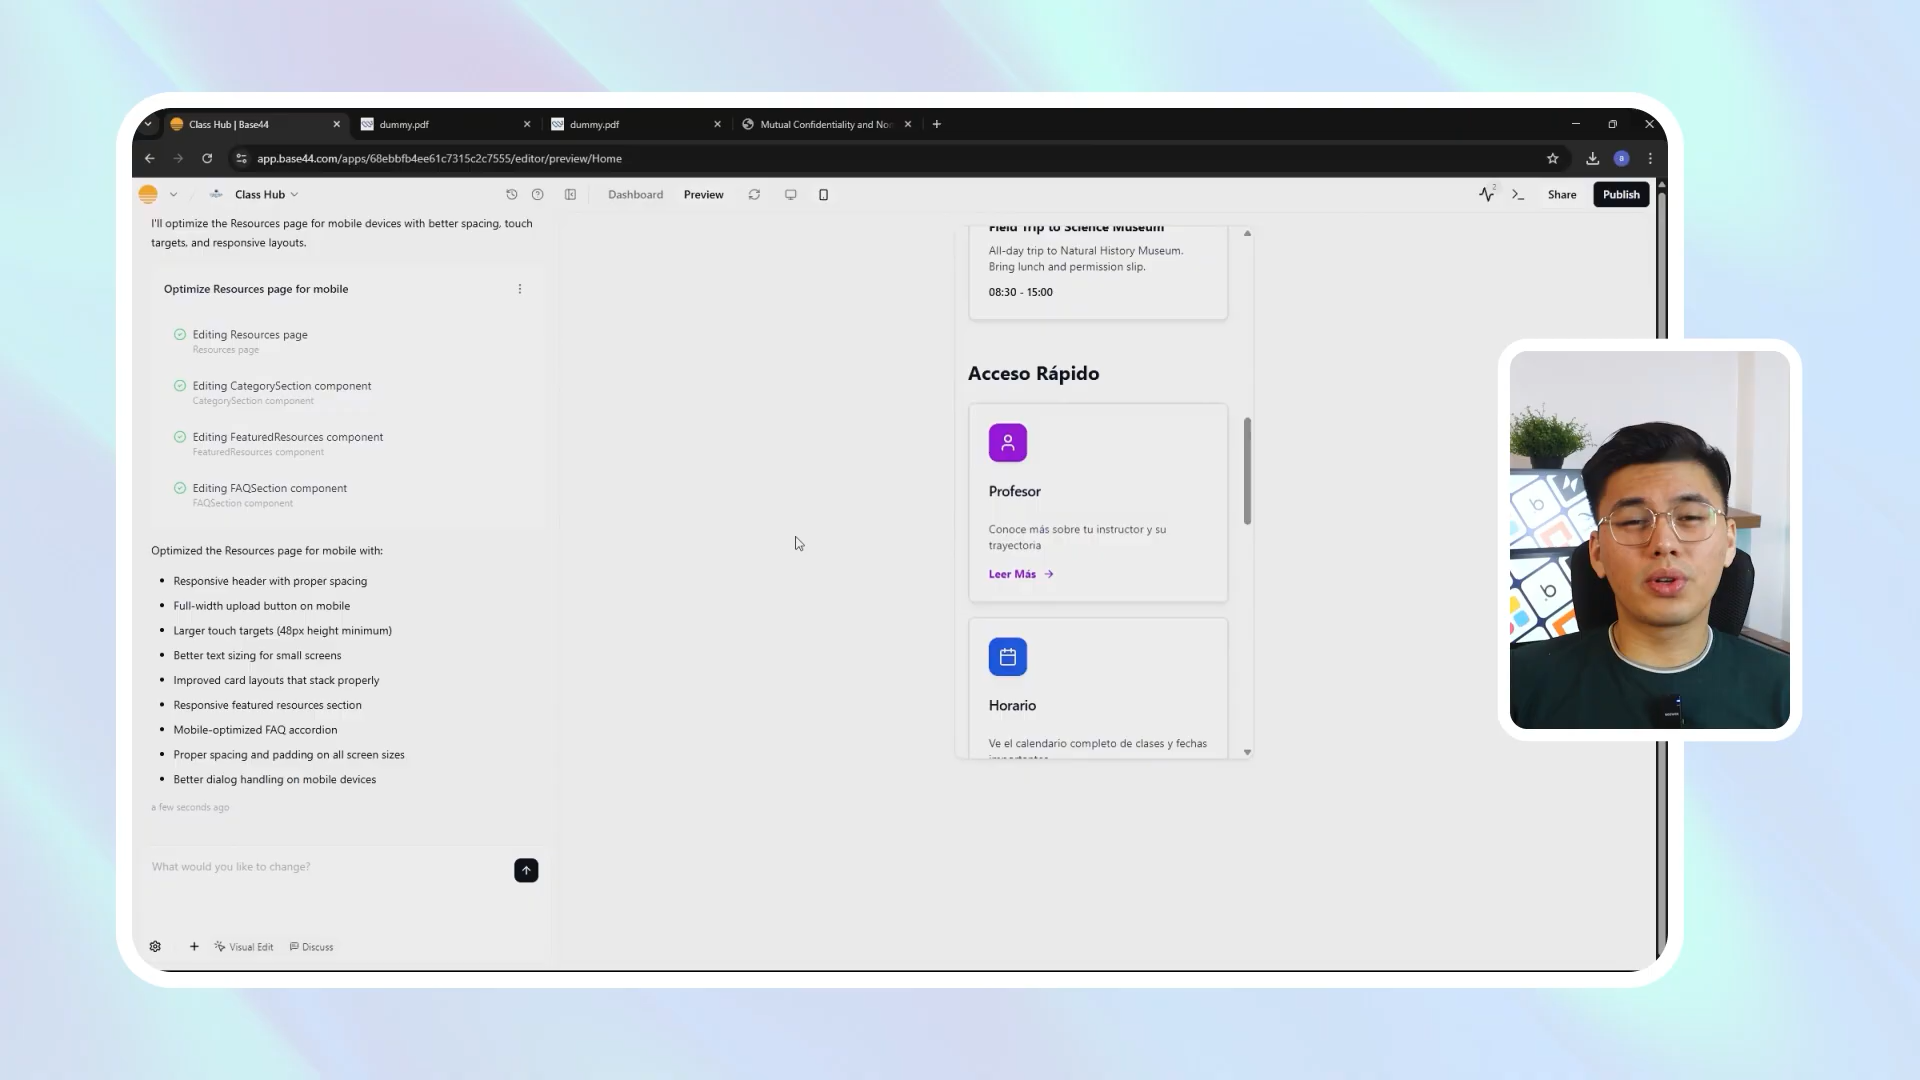 Class Hub | Base44
dummy.pdf
dummy.pdf
Mutual Confidentiality and
app.base44.com/apps/68ebbfb4ee61c7315c2c7555/editor/preview/Home
Class Hub
Dashboard
Preview
2
Share
Publish
I'll optimize the Resources page for mobile devices with better spacing, touch
targets, and responsive layouts.
Optimize Resources page for mobile
Editing Resources page
Resources page
Editing CategorySection component
CategorySection component
Editing FeaturedResources component
FeaturedResources component
Editing FAQSection component
FAQSection component
Optimized the Resources page for mobile with:
• Responsive header with proper spacing
• Full-width upload button on mobile
• Larger touch targets (48px height minimum)
• Better text sizing for small screens
• Improved card layouts that stack properly
• Responsive featured resources section
• Mobile-optimized FAQ accordion
• Proper spacing and padding on all screen sizes
• Better dialog handling on mobile devices
a few seconds ago
What would you like to change?
Visual Edit
Discuss
Field Trip to Science Museum
All-day trip to Natural History Museum.
Bring lunch and permission slip.
08:30 - 15:00
Acceso Rápido
Profesor
Conoce más sobre tu instructor y su
trayectoria
Leer Más
Horario
Ve el calendario completo de clases y fechas